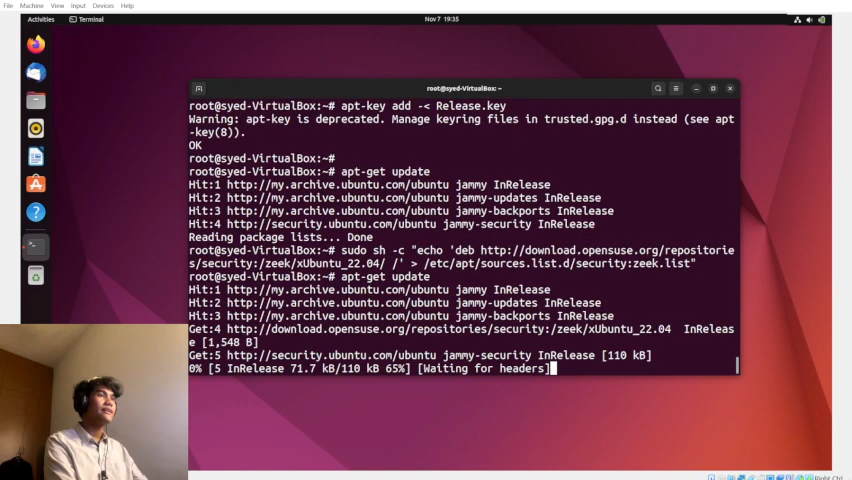 File Machine View Input Devices Help
Activities Terminal Nov 7 19:35
root@syed-VirtualBox: ~
root@syed-VirtualBox:~# apt-key add -< Release.key
Warning: apt-key is deprecated. Manage keyring files in trusted.gpg.d instead (see apt
-key(8)).
OK
root@syed-VirtualBox:~#
root@syed-VirtualBox:~# apt-get update
Hit:1 http://my.archive.ubuntu.com/ubuntu jammy InRelease
Hit:2 http://my.archive.ubuntu.com/ubuntu jammy-updates InRelease
Hit:3 http://my.archive.ubuntu.com/ubuntu jammy-backports InRelease
Hit:4 http://security.ubuntu.com/ubuntu jammy-security InRelease
Reading package lists... Done
root@syed-VirtualBox:~# sudo sh -c "echo 'deb http://download.opensuse.org/repositorie
s/security:/zeek/xUbuntu_22.04/ /' > /etc/apt/sources.list.d/security:zeek.list"
root@syed-VirtualBox:~# apt-get update
Hit:1 http://my.archive.ubuntu.com/ubuntu jammy InRelease
Hit:2 http://my.archive.ubuntu.com/ubuntu jammy-updates InRelease
Hit:3 http://my.archive.ubuntu.com/ubuntu jammy-backports InRelease
Get:4 http://download.opensuse.org/repositories/security:/zeek/xUbuntu_22.04  InReleas
e [1,548 B]
Get:5 http://security.ubuntu.com/ubuntu jammy-security InRelease [110 kB]
0% [5 InRelease 71.7 kB/110 kB 65%] [Waiting for headers]
Right Ctrl